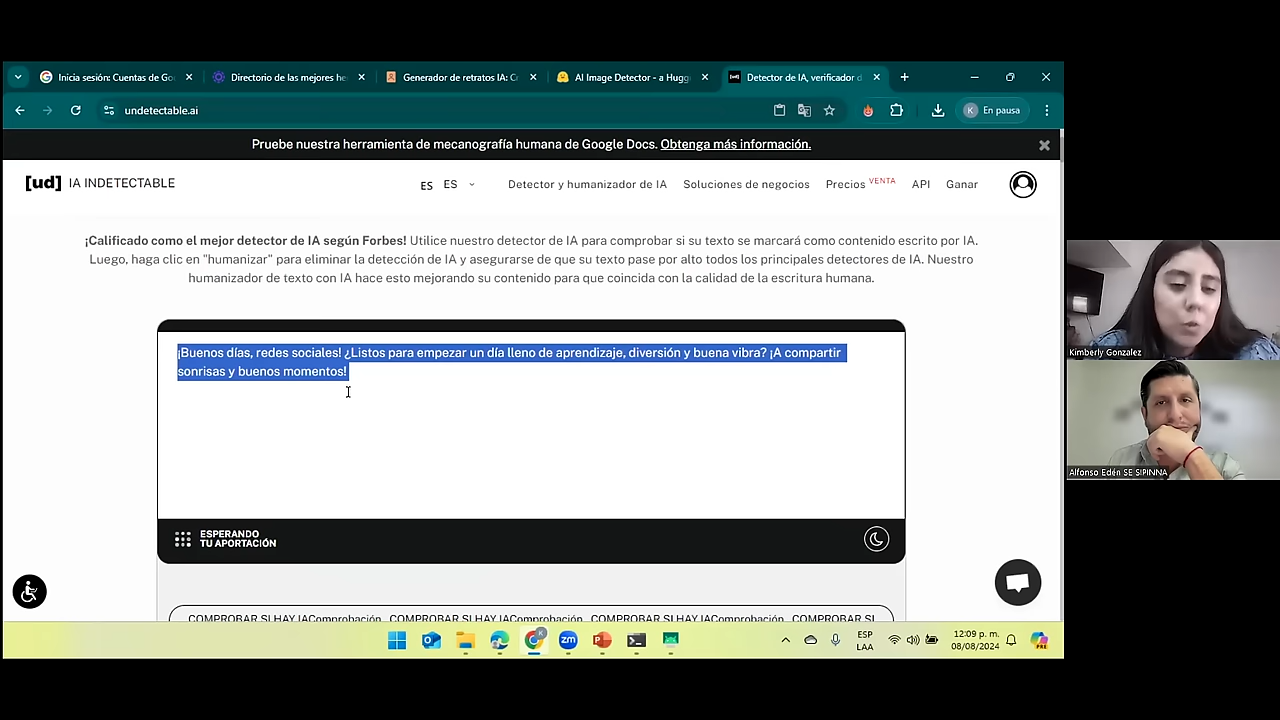 Inicia sesión: Cuentas de Go
Directorio de las mejores he
Generador de retratos IA: C
AI Image Detector - a Hugg
Detector de IA, verificador d
undetectable.ai
K En pausa
Pruebe nuestra herramienta de mecanografía humana de Google Docs. Obtenga más información.
[ud] IA INDETECTABLE
ES ES
Detector y humanizador de IA
Soluciones de negocios
Precios VENTA
API
Ganar
¡Calificado como el mejor detector de IA según Forbes! Utilice nuestro detector de IA para comprobar si su texto se marcará como contenido escrito por IA.
Luego, haga clic en "humanizar" para eliminar la detección de IA y asegurarse de que su texto pase por alto todos los principales detectores de IA. Nuestro
humanizador de texto con IA hace esto mejorando su contenido para que coincida con la calidad de la escritura humana.
¡Buenos días, redes sociales! ¿Listos para empezar un día lleno de aprendizaje, diversión y buena vibra? ¡A compartir
sonrisas y buenos momentos!
ESPERANDO
TU APORTACIÓN
COMPROBAR SI HAY IAComprobación COMPROBAR SI HAY IAComprobación COMPROBAR SI HAY IAComprobación COMPROBAR SI
Kimberly Gonzalez
Alfonso Edén SE SIPINNA
ESP
LAA
12:09 p. m.
08/08/2024